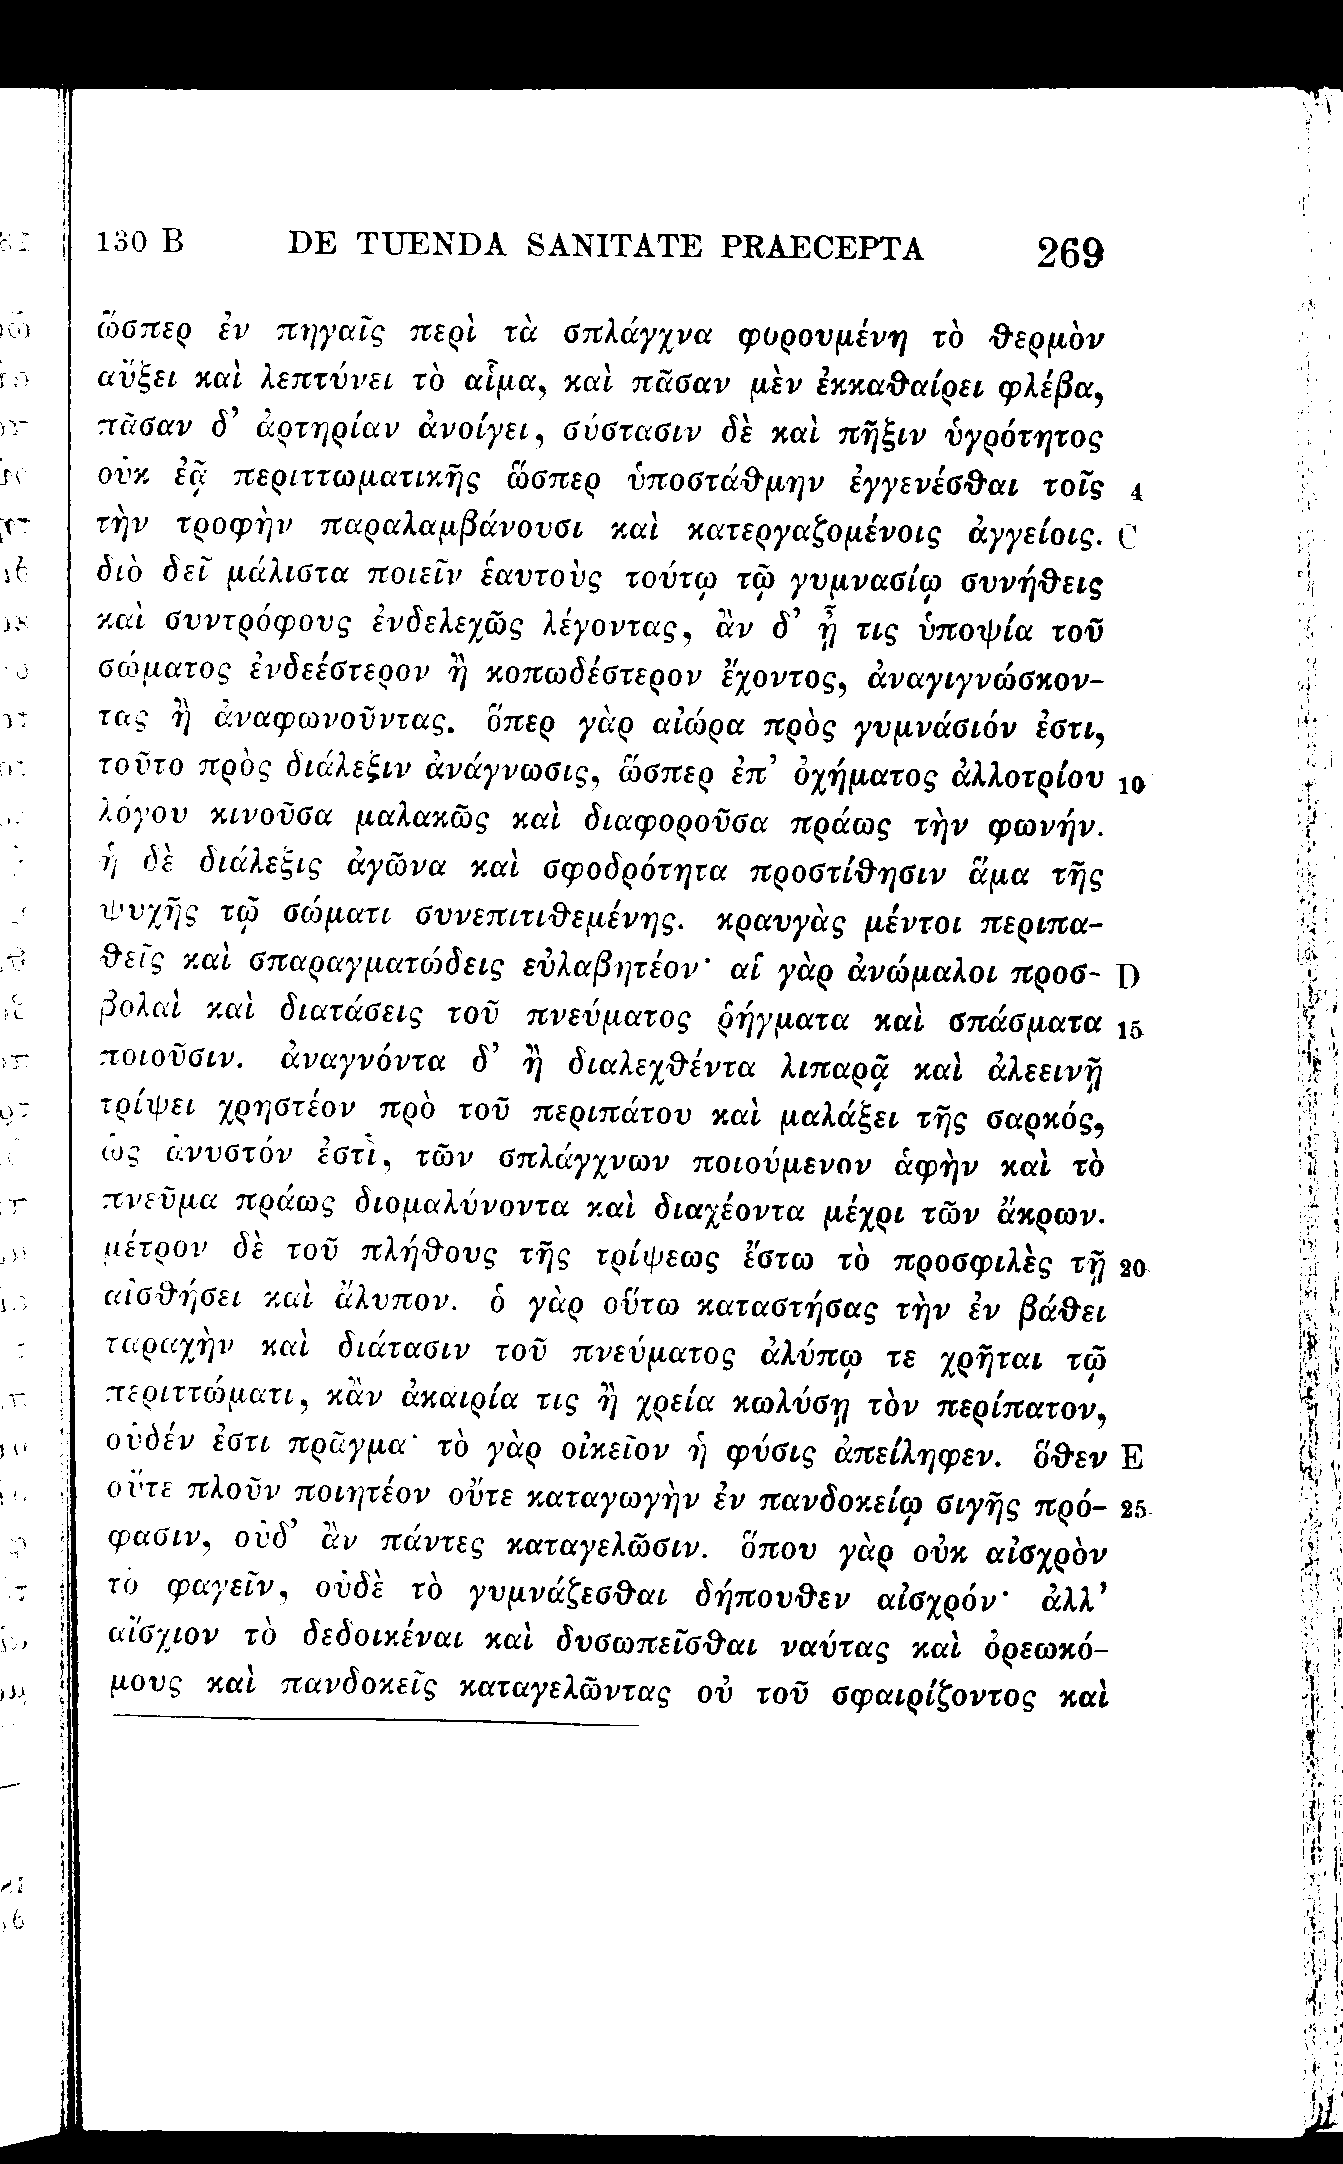 130 B DE TUENDA SANITATE PRAECEPTA 269
ὥσπερ ἐν πηγαῖς περὶ τὰ σπλάγχνα φορουμένη τὸ θερμὸν
αὔξει καὶ λεπτύνει τὸ αἷμα, καὶ πᾶσαν μὲν ἐκκαθαίρει φλέβα,
πᾶσαν δ’ ἀρτηρίαν ἀνοίγει, σύστασιν δὲ καὶ πῆξιν ὑγρότητος
οὐκ ἐᾷ περιττωματικῆς ὥσπερ ὑποστάθμην ἐγγενέσθαι τοῖς 4
τὴν τροφὴν παραλαμβάνουσι καὶ κατεργαζομένοις ἀγγείοις. C
διὸ δεῖ μάλιστα ποιεῖν ἑαυτοὺς τούτῳ τῷ γυμνασίῳ συνήθεις
καὶ συντρόφους ἐνδελεχῶς λέγοντας, ἂν δ’ ᾖ τις ὑποψία τοῦ
σώματος ἐνδεέστερον ἢ κοπωδέστερον ἔχοντος, ἀναγιγνώσκον-
τας ἢ ἀναφωνοῦντας. ὅπερ γὰρ αἰώρα πρὸς γυμνάσιόν ἐστι,
τοῦτο πρὸς διάλεξιν ἀνάγνωσις, ὥσπερ ἐπ’ ὀχήματος ἀλλοτρίου 10
λόγου κινοῦσα μαλακῶς καὶ διαφοροῦσα πράως τὴν φωνήν.
ἡ δὲ διάλεξις ἀγῶνα καὶ σφοδρότητα προστίθησιν ἅμα τῆς
ψυχῆς τῷ σώματι συνεπιτιθεμένης. κραυγὰς μέντοι περιπα-
θεῖς καὶ σπαραγματώδεις εὐλαβητέον· αἱ γὰρ ἀνώμαλοι προσ- D
βολαὶ καὶ διατάσεις τοῦ πνεύματος ῥήγματα καὶ σπάσματα 15
ποιοῦσιν. ἀναγνόντα δ’ ἢ διαλεχθέντα λιπαρᾷ καὶ ἀλεεινῇ
τρίψει χρηστέον πρὸ τοῦ περιπάτου καὶ μαλάξει τῆς σαρκός,
ὡς ἀνυστόν ἐστὶ, τῶν σπλάγχνων ποιούμενον ἁφὴν καὶ τὸ
πνεῦμα πράως διομαλύνοντα καὶ διαχέοντα μέχρι τῶν ἄκρων.
μέτρον δὲ τοῦ πλήθους τῆς τρίψεως ἔστω τὸ προσφιλὲς τῇ 20
αἰσθήσει καὶ ἄλυπον. ὁ γὰρ οὕτω καταστήσας τὴν ἐν βάθει
ταραχὴν καὶ διάτασιν τοῦ πνεύματος ἀλύπῳ τε χρῆται τῷ
περιττώματι, κἂν ἀκαιρία τις ἢ χρεία κωλύσῃ τὸν περίπατον,
οὐδέν ἐστι πρᾶγμα· τὸ γὰρ οἰκεῖον ἡ φύσις ἀπείληφεν. ὅθεν E
οὔτε πλοῦν ποιητέον οὔτε καταγωγὴν ἐν πανδοκείῳ σιγῆς πρό- 25
φασιν, οὐδ’ ἂν πάντες καταγελῶσιν. ὅπου γὰρ οὐκ αἰσχρὸν
τὸ φαγεῖν, οὐδὲ τὸ γυμνάζεσθαι δήπουθεν αἰσχρόν· ἀλλ’
αἴσχιον τὸ δεδοικέναι καὶ δυσωπεῖσθαι ναύτας καὶ ὀρεωκό-
μους καὶ πανδοκεῖς καταγελῶντας οὐ τοῦ σφαιρίζοντος καὶ